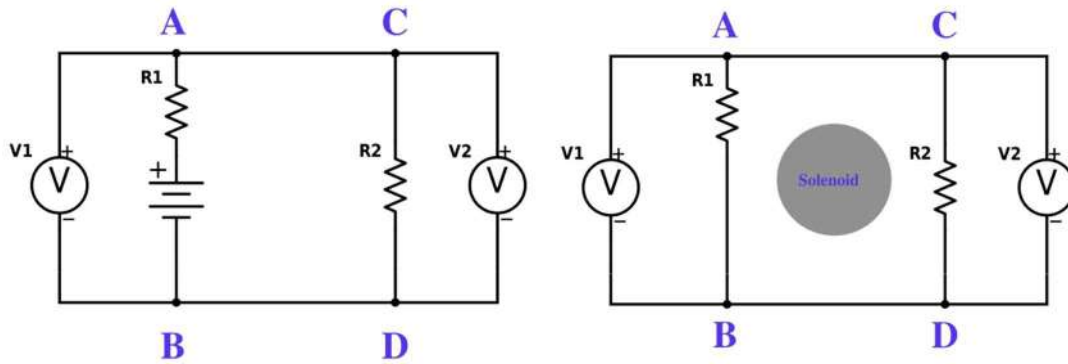 A C
R1
V1 + R2 V2 +
V
V
+
-
-
B D
A C
R1
V1 + R2 V2 +
V
Solenoid
V
-
-
B D